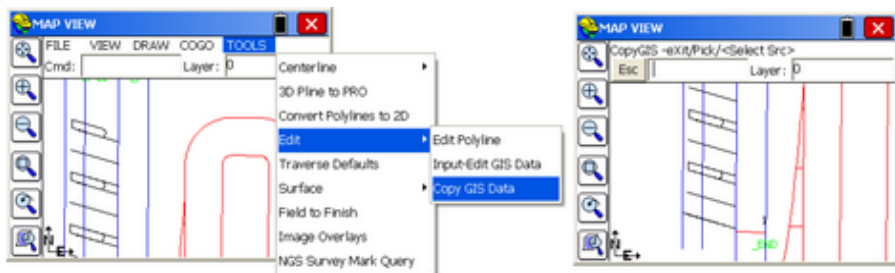 MAP VIEW
FILE VIEW DRAW COGO TOOLS
Cmd: Layer: 0
Centerline
3D Pline to PRO
Convert Polylines to 2D
Edit
Traverse Defaults
Surface
Field to Finish
Image Overlays
NGS Survey Mark Query
Edit Polyline
Input-Edit GIS Data
Copy GIS Data
N
E
MAP VIEW
CopyGIS -eXit/Pick/<Select Src>
Esc Layer: 0
1
_END
N
E